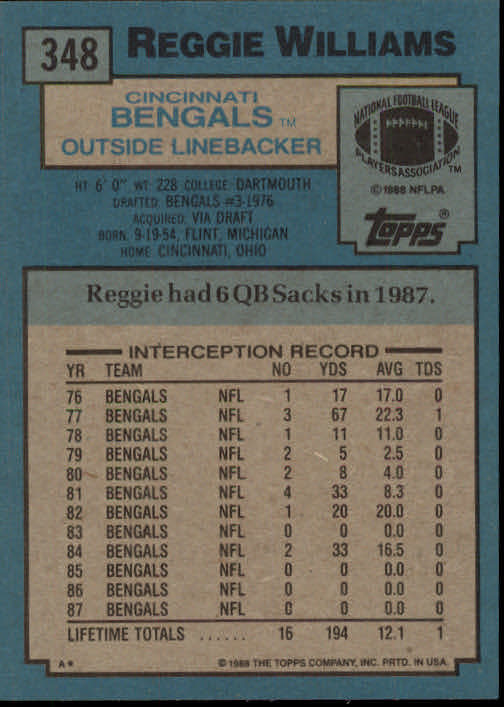 348 REGGIE WILLIAMS
CINCINNATI
BENGALS TM
OUTSIDE LINEBACKER
HT: 6' 0" WT: 228 COLLEGE: DARTMOUTH
DRAFTED: BENGALS #3-1976
ACQUIRED: VIA DRAFT
BORN: 9-19-54, FLINT, MICHIGAN
HOME: CINCINNATI, OHIO
NATIONAL FOOTBALL LEAGUE
PLAYERS ASSOCIATION TM
© 1988 NFLPA
TOPPS®
Reggie had 6 QB Sacks in 1987.
INTERCEPTION RECORD
YR TEAM NO YDS AVG TDS
76 BENGALS NFL 1 17 17.0 0
77 BENGALS NFL 3 67 22.3 1
78 BENGALS NFL 1 11 11.0 0
79 BENGALS NFL 2 5 2.5 0
80 BENGALS NFL 2 8 4.0 0
81 BENGALS NFL 4 33 8.3 0
82 BENGALS NFL 1 20 20.0 0
83 BENGALS NFL 0 0 0.0 0
84 BENGALS NFL 2 33 16.5 0
85 BENGALS NFL 0 0 0.0 0
86 BENGALS NFL 0 0 0.0 0
87 BENGALS NFL 0 0 0.0 0
LIFETIME TOTALS ...... 16 194 12.1 1
A* © 1988 THE TOPPS COMPANY, INC. PRTD. IN USA.